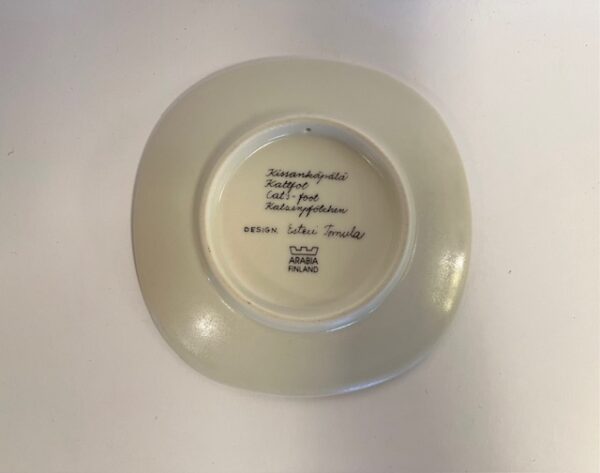 Kissankäpälä
Kattfot
Cat's-foot
Katzenpfötchen
DESIGN. Esteri Tomula
ARABIA
FINLAND